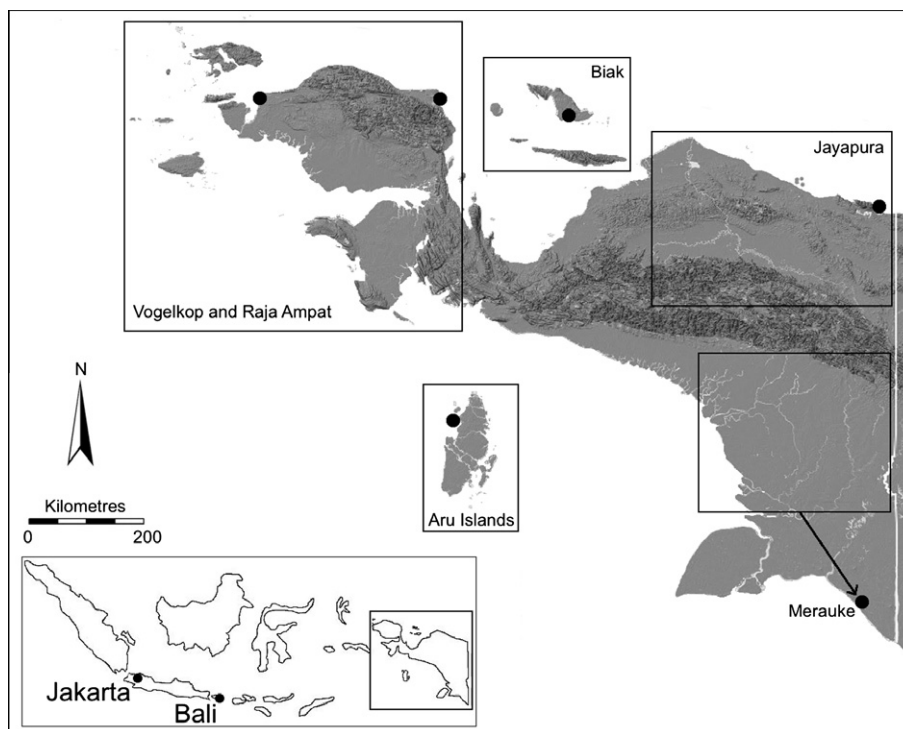 Biak
Jayapura
Vogelkop and Raja Ampat
N
Kilometres
0 200
Aru Islands
Merauke
Jakarta
Bali